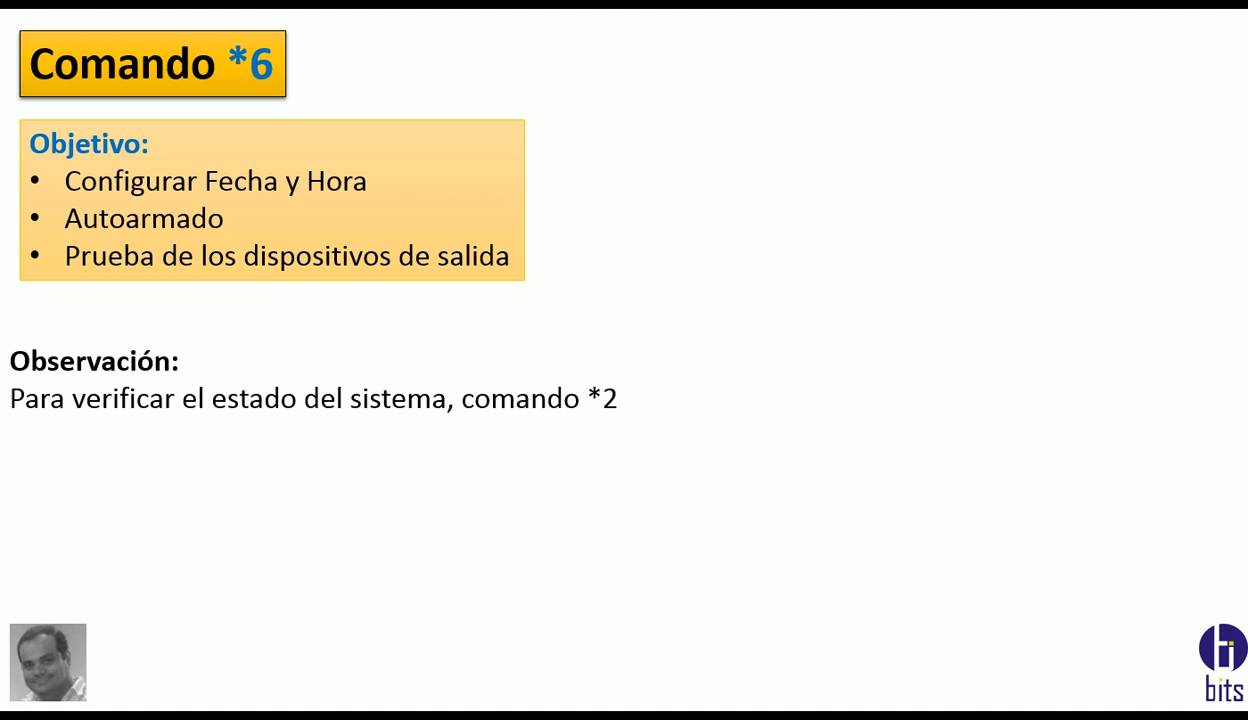 Comando *6
Objetivo:
• Configurar Fecha y Hora
• Autoarmado
• Prueba de los dispositivos de salida
Observación:
Para verificar el estado del sistema, comando *2
bits